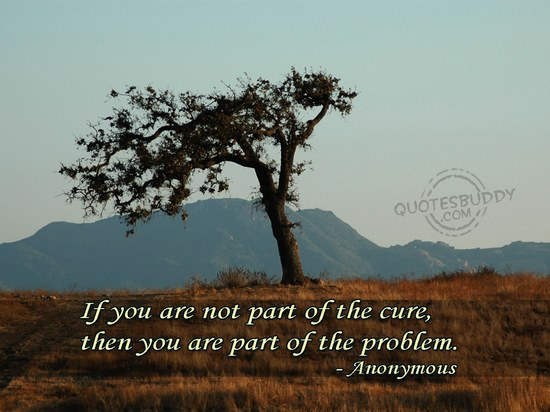 QUOTESBUDDY
.COM
If you are not part of the cure,
then you are part of the problem.
- Anonymous